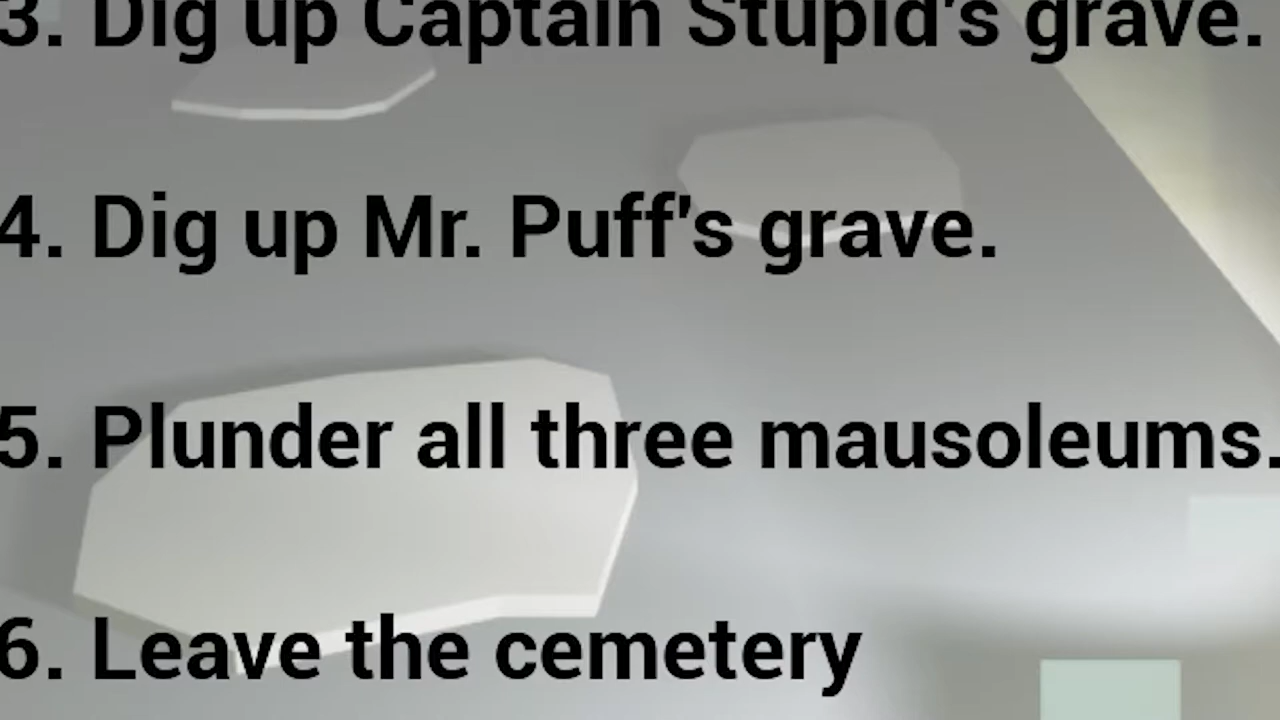 3. Dig up Captain Stupid's grave.
4. Dig up Mr. Puff's grave.
5. Plunder all three mausoleums.
6. Leave the cemetery